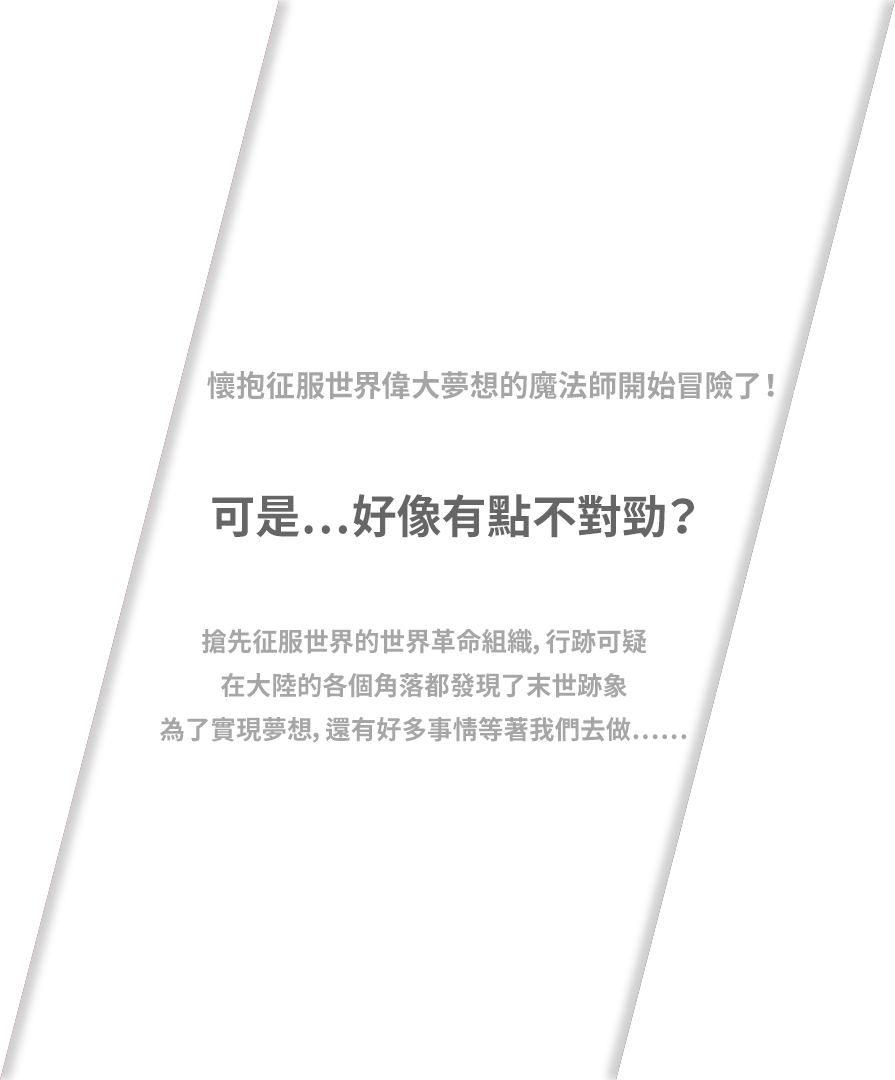 懷抱征服世界偉大夢想的魔法師開始冒險了！
可是…好像有點不對勁？
搶先征服世界的世界革命組織，行跡可疑
在大陸的各個角落都發現了末世跡象
為了實現夢想，還有好多事情等著我們去做……